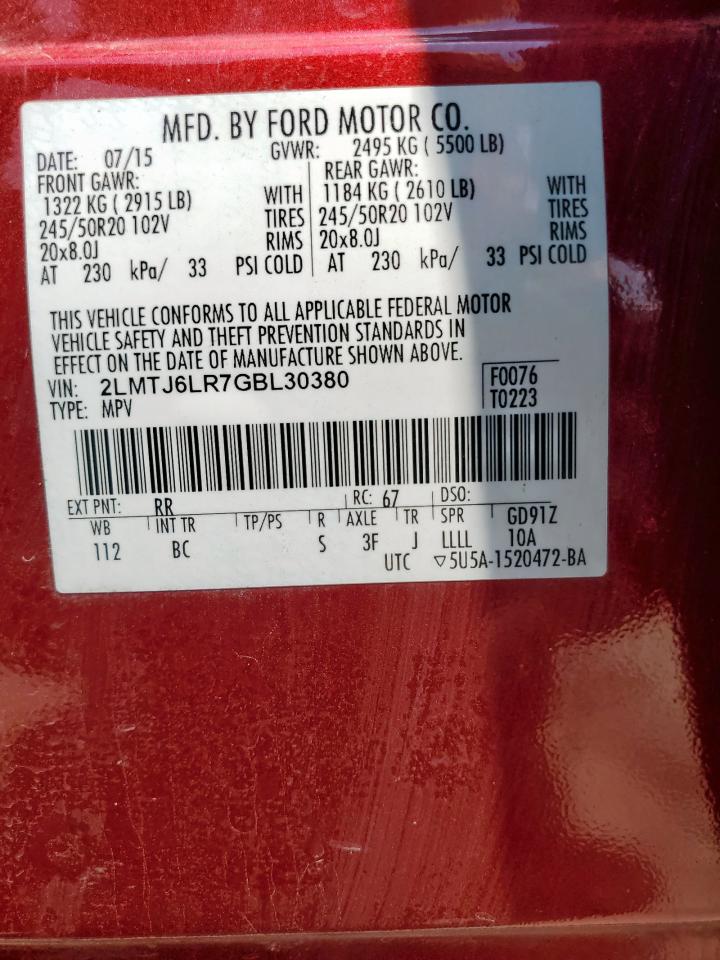 MFD. BY FORD MOTOR CO.
DATE: 07/15 GVWR: 2495 KG ( 5500 LB)
FRONT GAWR: REAR GAWR:
1322 KG ( 2915 LB) WITH 1184 KG ( 2610 LB) WITH
245/50R20 102V TIRES 245/50R20 102V TIRES
20x8.0J RIMS 20x8.0J RIMS
AT 230 kPa/ 33 PSI COLD AT 230 kPa/ 33 PSI COLD
THIS VEHICLE CONFORMS TO ALL APPLICABLE FEDERAL MOTOR
VEHICLE SAFETY AND THEFT PREVENTION STANDARDS IN
EFFECT ON THE DATE OF MANUFACTURE SHOWN ABOVE.
VIN: 2LMTJ6LR7GBL30380 F0076
TYPE: MPV T0223
EXT PNT: RR RC: 67 DSO:
WB INT TR TP/PS R AXLE TR SPR GD91Z
112 BC S 3F J LLLL 10A
UTC ▽5U5A-1520472-BA